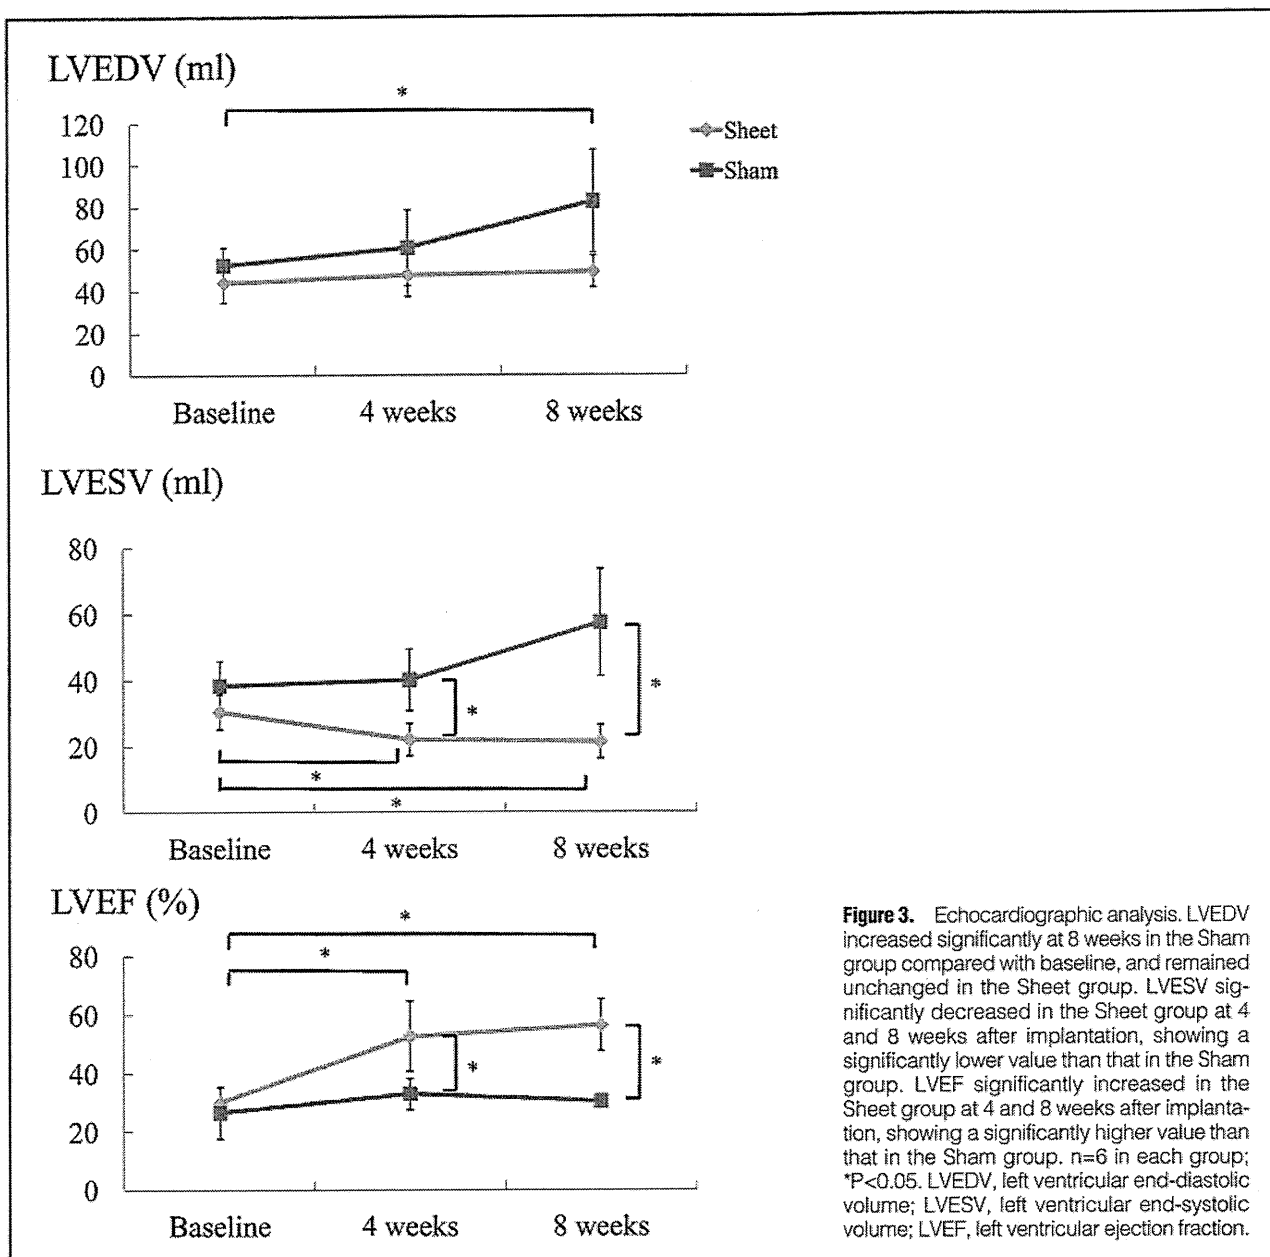 LVEDV (ml)
*
120
100
80
60
40
20
0
Sheet
Sham
Baseline 4 weeks 8 weeks
LVESV (ml)
80
60
40
20
0
*
*
*
*
Baseline 4 weeks 8 weeks
LVEF (%)
*
*
80
60
40
20
0
*
*
Baseline 4 weeks 8 weeks
Figure 3. Echocardiographic analysis. LVEDV
increased significantly at 8 weeks in the Sham
group compared with baseline, and remained
unchanged in the Sheet group. LVESV sig-
nificantly decreased in the Sheet group at 4
and 8 weeks after implantation, showing a
significantly lower value than that in the Sham
group. LVEF significantly increased in the
Sheet group at 4 and 8 weeks after implanta-
tion, showing a significantly higher value than
that in the Sham group. n=6 in each group;
*P<0.05. LVEDV, left ventricular end-diastolic
volume; LVESV, left ventricular end-systolic
volume; LVEF, left ventricular ejection fraction.